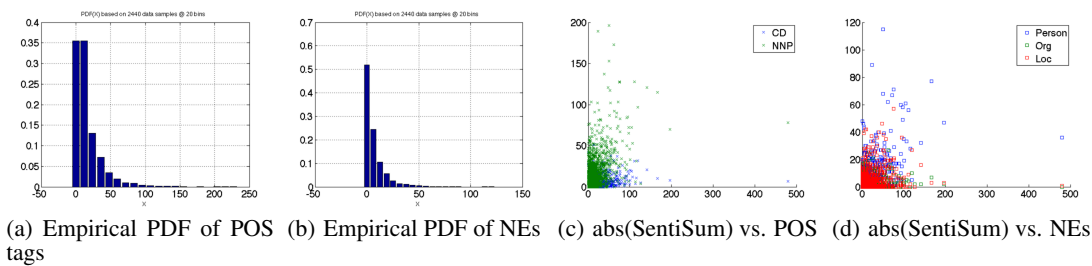 PDF(X) based on 2440 data samples @ 20 bins
0.4
0.35
0.3
0.25
0.2
0.15
0.1
0.05
0
-50 0 50 100 150 200 250
X
(a) Empirical PDF of POS tags
PDF(X) based on 2440 data samples @ 20 bins
0.7
0.6
0.5
0.4
0.3
0.2
0.1
0
-50 0 50 100 150
X
(b) Empirical PDF of NEs
200
150
100
50
0
0 100 200 300 400 500
CD
NNP
(c) abs(SentiSum) vs. POS
120
100
80
60
40
20
0
0 100 200 300 400 500
Person
Org
Loc
(d) abs(SentiSum) vs. NEs